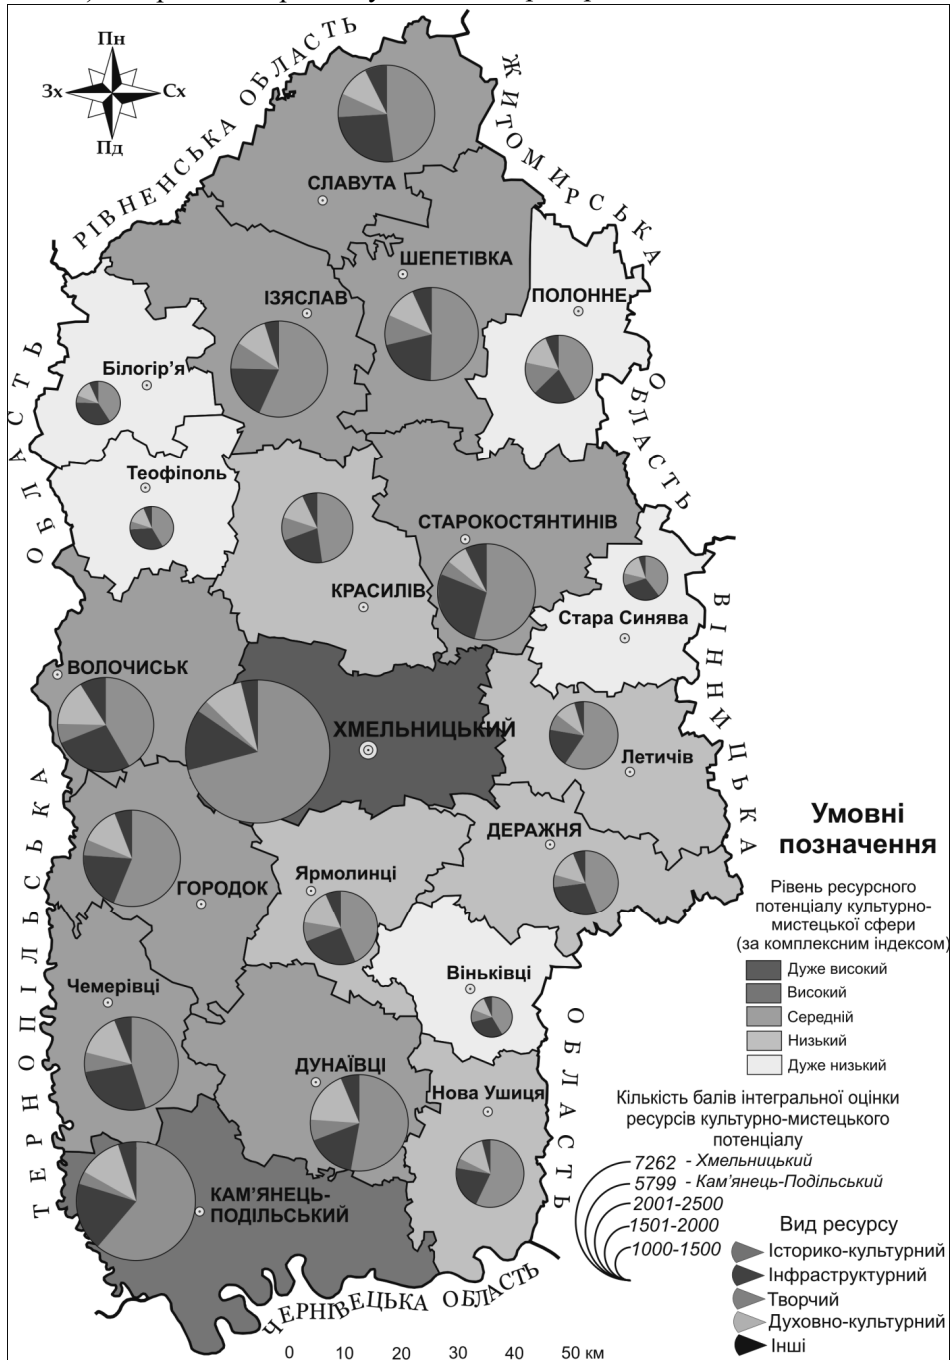 Пн
Зх
Сх
Пд
РІВНЕНСЬКА ОБЛАСТЬ
ЖИТОМИРСЬКА
ОБЛАСТЬ
СЛАВУТА
ШЕПЕТІВКА
ІЗЯСЛАВ
ПОЛОННЕ
Білогір’я
Теофіполь
СТАРОКОСТЯНТИНІВ
КРАСИЛІВ
Стара Синява
ВОЛОЧИСЬК
ХМЕЛЬНИЦЬКИЙ
Летичів
ДЕРАЖНЯ
Ярмолинці
ГОРОДОК
Віньківці
Чемерівці
ДУНАЇВЦІ
Нова Ушиця
КАМ’ЯНЕЦЬ-
ПОДІЛЬСЬКИЙ
ТЕРНОПІЛЬСЬКА
ОБЛАСТЬ
ВІННИЦЬКА
ОБЛАСТЬ
ЧЕРНІВЕЦЬКА ОБЛАСТЬ
0 10 20 30 40 50 км
Умовні
позначення
Рівень ресурсного
потенціалу культурно-
мистецької сфери
(за комплексним індексом)
Дуже високий
Високий
Середній
Низький
Дуже низький
Кількість балів інтегральної оцінки
ресурсів культурно-мистецького
потенціалу
7262 - Хмельницький
5799 - Кам’янець-Подільський
2001-2500
1501-2000
1000-1500
Вид ресурсу
Історико-культурний
Інфраструктурний
Творчий
Духовно-культурний
Інші